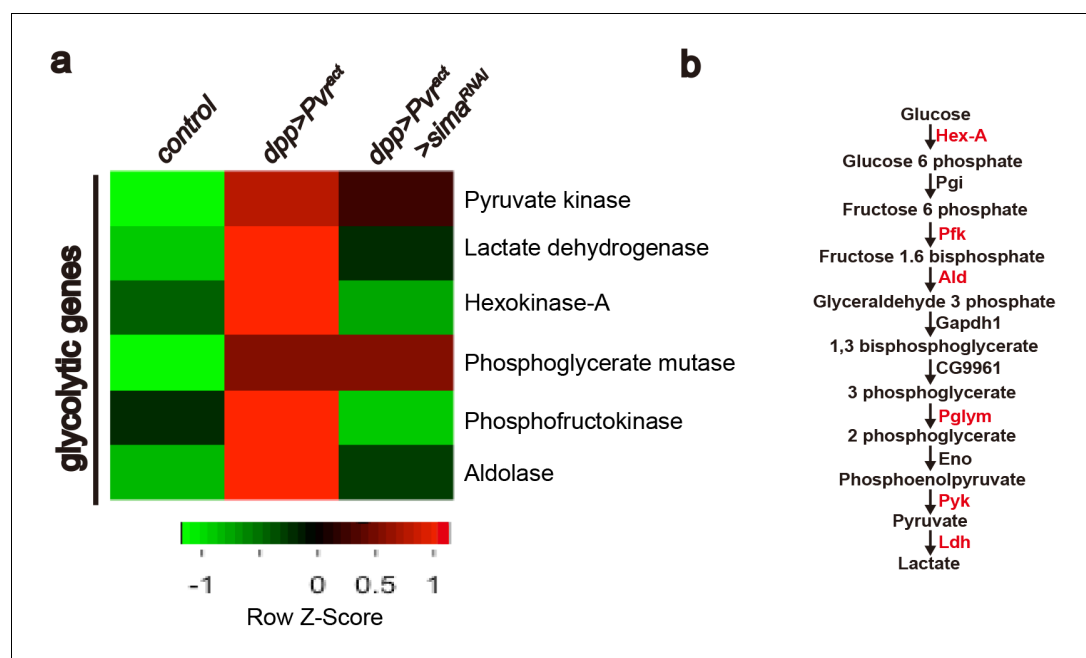 a
control
dpp>Pvr^act
dpp>Pvr^act
>sima^RNAi
glycolytic genes
Pyruvate kinase
Lactate dehydrogenase
Hexokinase-A
Phosphoglycerate mutase
Phosphofructokinase
Aldolase
-1 0 0.5 1
Row Z-Score
b
Glucose
Hex-A
Glucose 6 phosphate
Pgi
Fructose 6 phosphate
Pfk
Fructose 1.6 bisphosphate
Ald
Glyceraldehyde 3 phosphate
Gapdh1
1,3 bisphosphoglycerate
CG9961
3 phosphoglycerate
Pglym
2 phosphoglycerate
Eno
Phosphoenolpyruvate
Pyk
Pyruvate
Ldh
Lactate